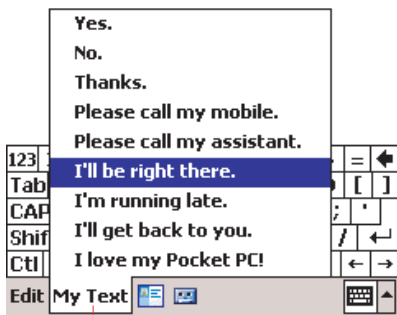 Yes.
No.
Thanks.
Please call my mobile.
Please call my assistant.
I'll be right there.
I'm running late.
I'll get back to you.
I love my Pocket PC!
123 = 
Tab [ ]
CAP ; '
Shif / 
Ctl
Edit My Text